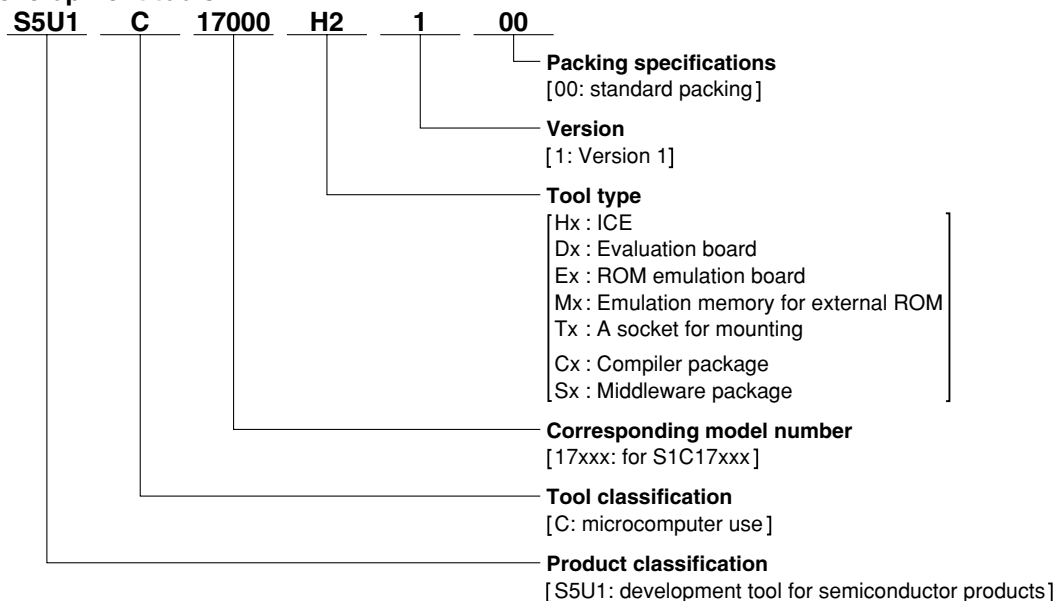 S5U1 C 17000 H2 1 00
Packing specifications
[00: standard packing]
Version
[1: Version 1]
Tool type
[Hx : ICE
Dx : Evaluation board
Ex : ROM emulation board
Mx : Emulation memory for external ROM
Tx : A socket for mounting
Cx : Compiler package
Sx : Middleware package]
Corresponding model number
[17xxx: for S1C17xxx]
Tool classification
[C: microcomputer use]
Product classification
[S5U1: development tool for semiconductor products]